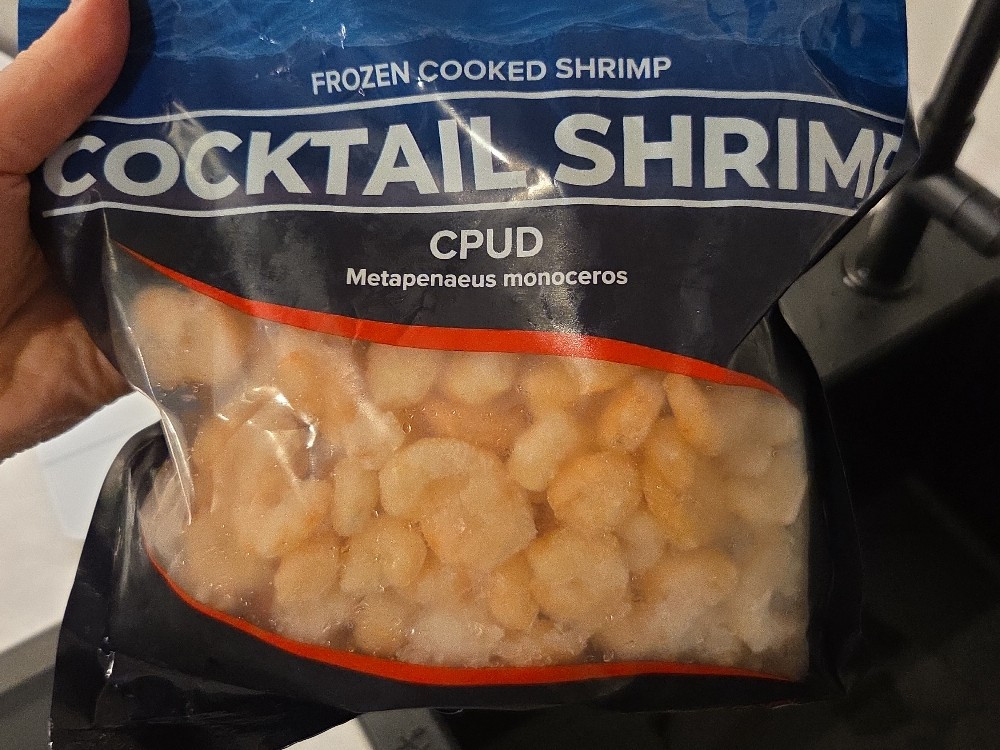 FROZEN COOKED SHRIMP
COCKTAIL SHRIMP
CPUD
Metapenaeus monoceros